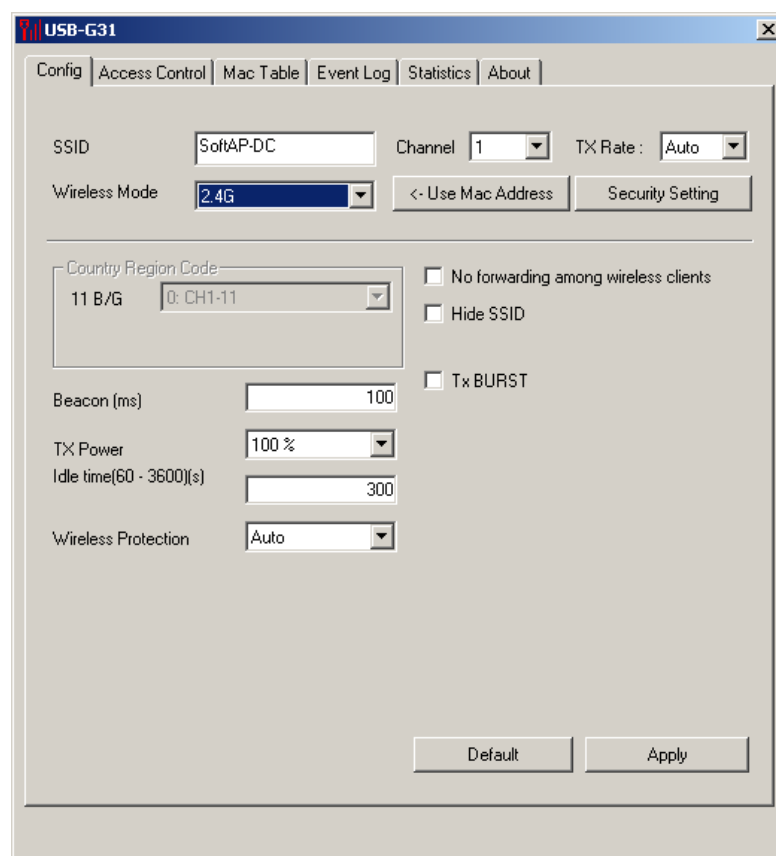 USB-G31
Config Access Control Mac Table Event Log Statistics About
SSID SoftAP-DC Channel 1 TX Rate : Auto
Wireless Mode 2.4G <- Use Mac Address Security Setting
Country Region Code
11 B/G 0: CH1-11
No forwarding among wireless clients
Hide SSID
Tx BURST
Beacon (ms) 100
TX Power 100 %
Idle time(60 - 3600)(s) 300
Wireless Protection Auto
Default Apply